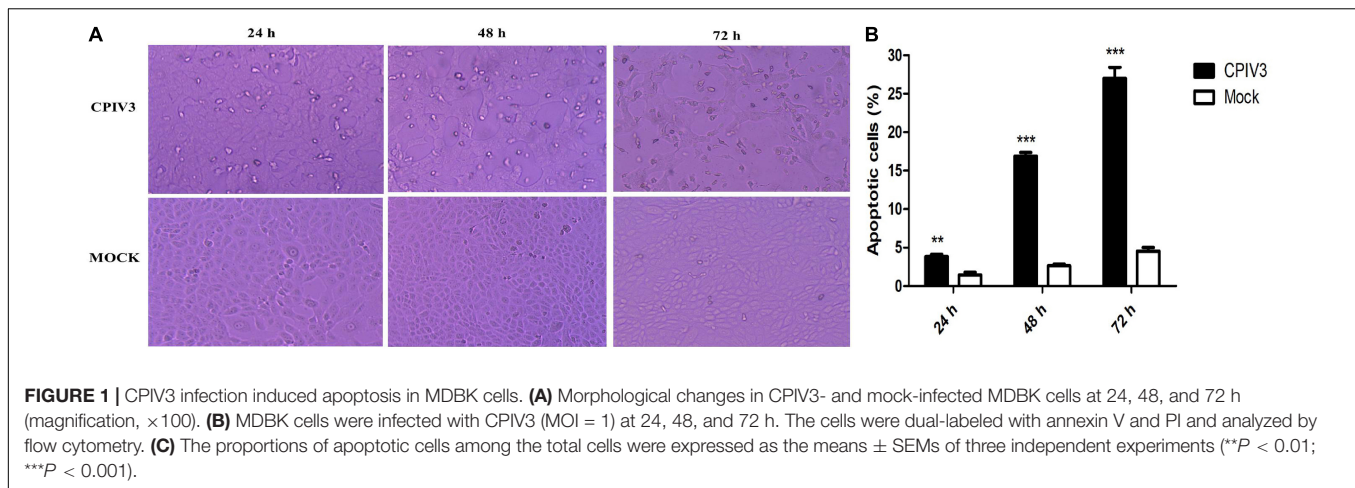 A
24 h 48 h 72 h
CPIV3
MOCK
B
Apoptotic cells (%)
30
25
20
15
10
5
0
**
***
***
24 h 48 h 72 h
CPIV3
Mock
FIGURE 1 | CPIV3 infection induced apoptosis in MDBK cells. (A) Morphological changes in CPIV3- and mock-infected MDBK cells at 24, 48, and 72 h
(magnification, ×100). (B) MDBK cells were infected with CPIV3 (MOI = 1) at 24, 48, and 72 h. The cells were dual-labeled with annexin V and PI and analyzed by
flow cytometry. (C) The proportions of apoptotic cells among the total cells were expressed as the means ± SEMs of three independent experiments (**P < 0.01;
***P < 0.001).